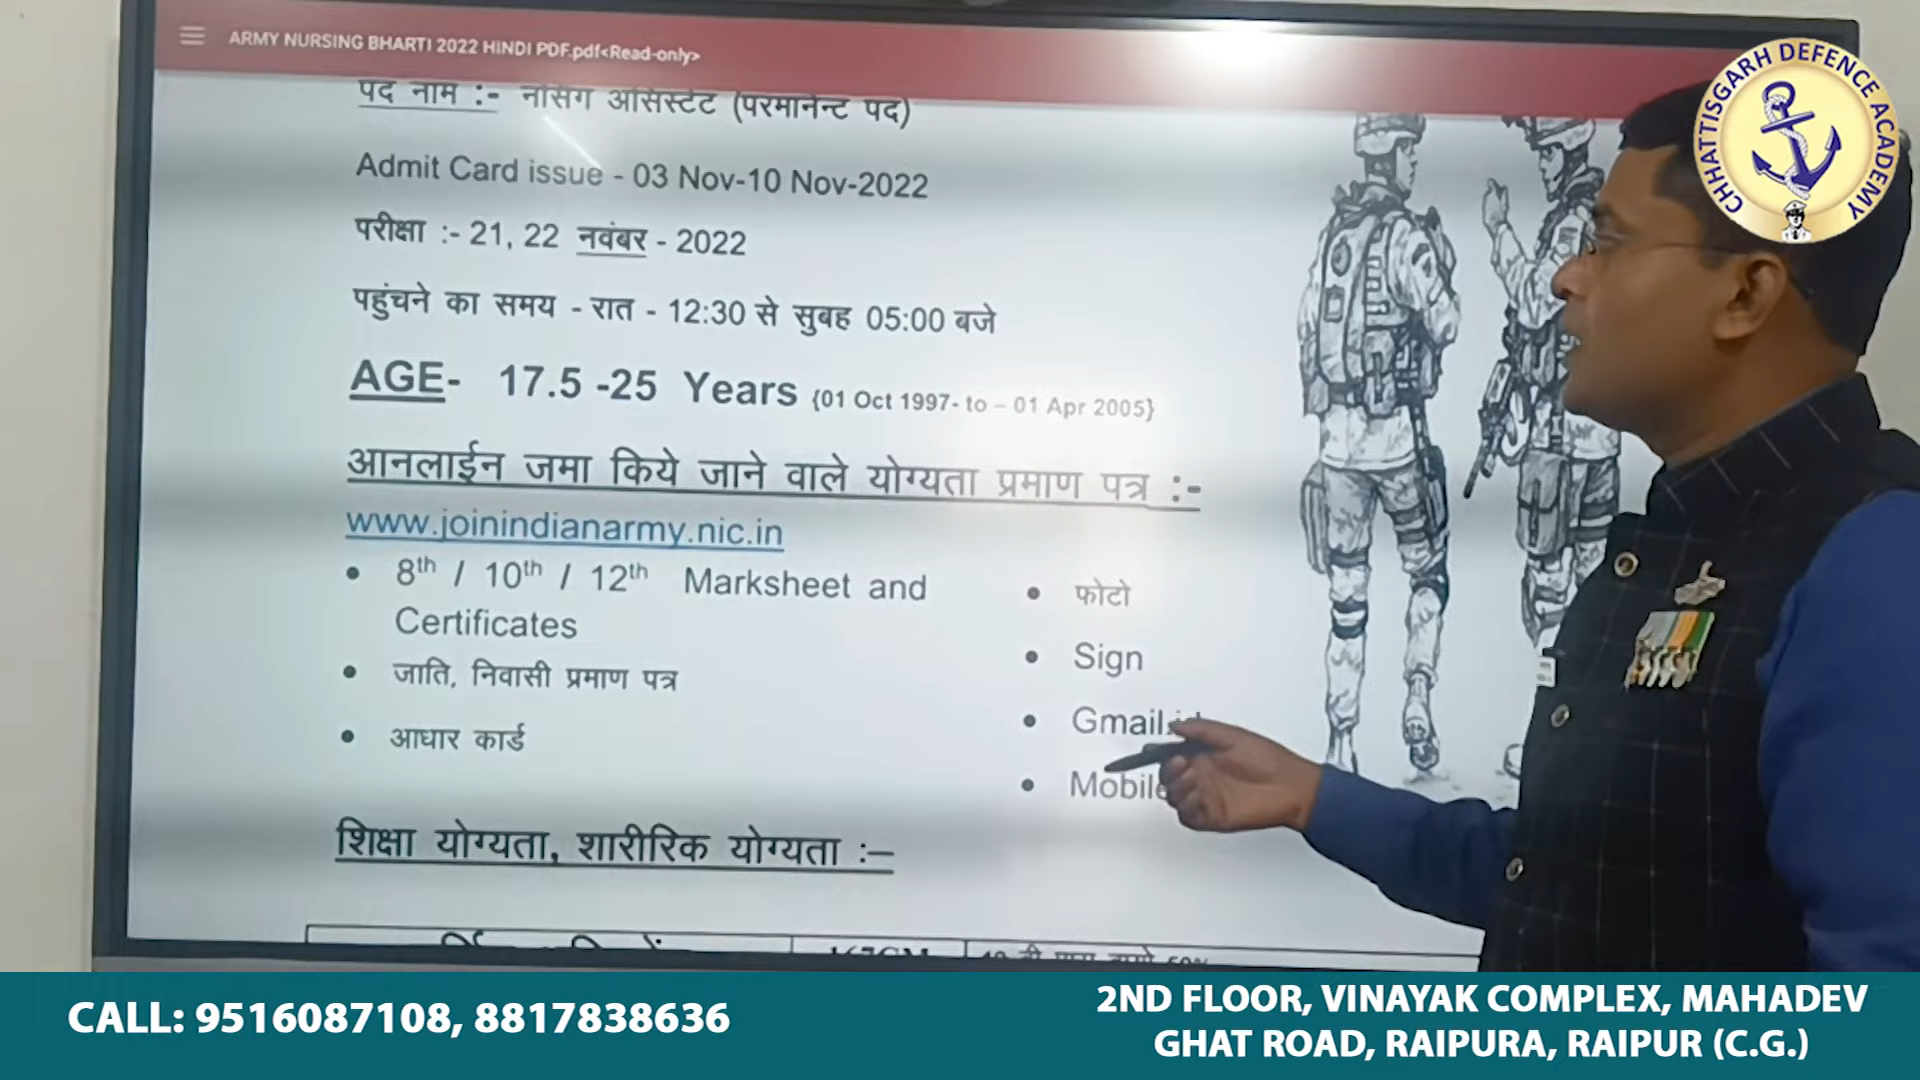 ARMY NURSING BHARTI 2022 HINDI PDF.pdf<Read-only>
पद नाम :- नर्सिंग असिस्टेंट (परमानेन्ट पद)
Admit Card issue - 03 Nov-10 Nov-2022
परीक्षा :- 21, 22 नवंबर - 2022
पहुंचने का समय - रात - 12:30 से सुबह 05:00 बजे
AGE- 17.5 -25 Years {01 Oct 1997- to – 01 Apr 2005}
आनलाईन जमा किये जाने वाले योग्यता प्रमाण पत्र :-
www.joinindianarmy.nic.in
• 8th / 10th / 12th Marksheet and
Certificates
• जाति, निवासी प्रमाण पत्र
• आधार कार्ड
• फोटो
• Sign
• Gmail
• Mobile
शिक्षा योग्यता, शारीरिक योग्यता :–
CHHATTISGARH DEFENCE ACADEMY
CALL: 9516087108, 8817838636
2ND FLOOR, VINAYAK COMPLEX, MAHADEV
GHAT ROAD, RAIPURA, RAIPUR (C.G.)